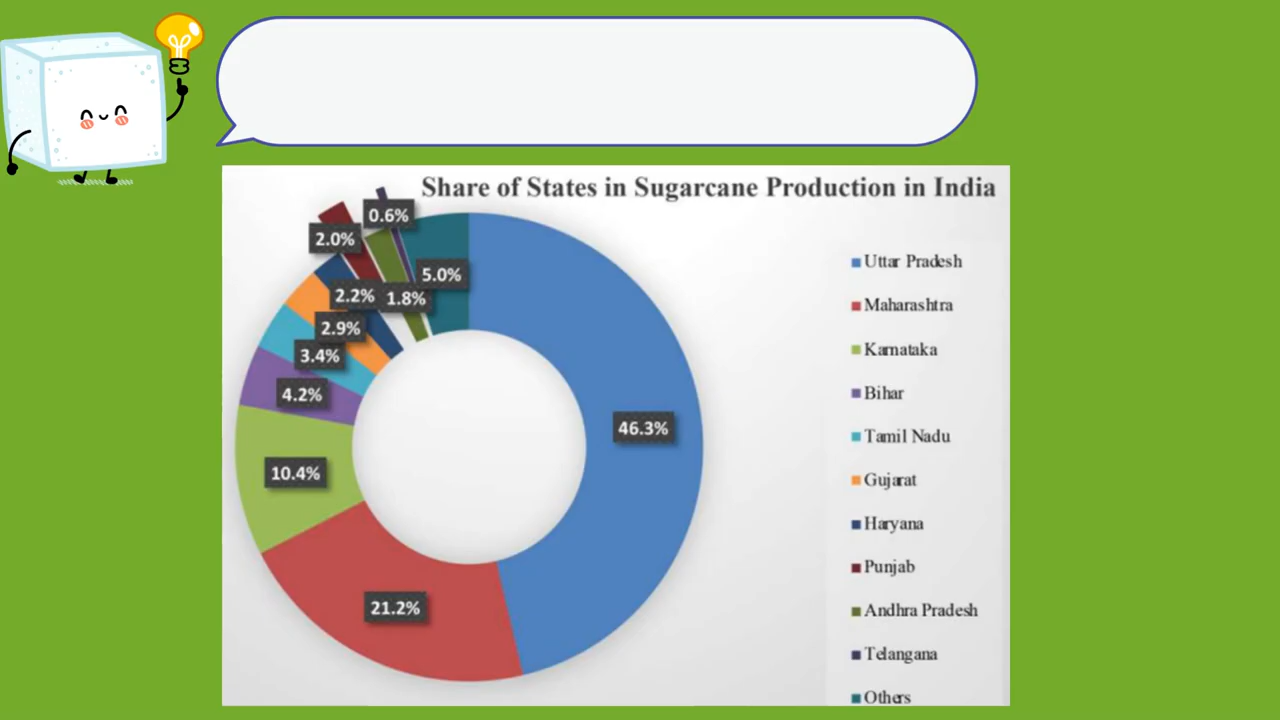 Share of States in Sugarcane Production in India
0.6%
2.0%
5.0%
2.2%
1.8%
2.9%
3.4%
4.2%
46.3%
10.4%
21.2%
Uttar Pradesh
Maharashtra
Karnataka
Bihar
Tamil Nadu
Gujarat
Haryana
Punjab
Andhra Pradesh
Telangana
Others